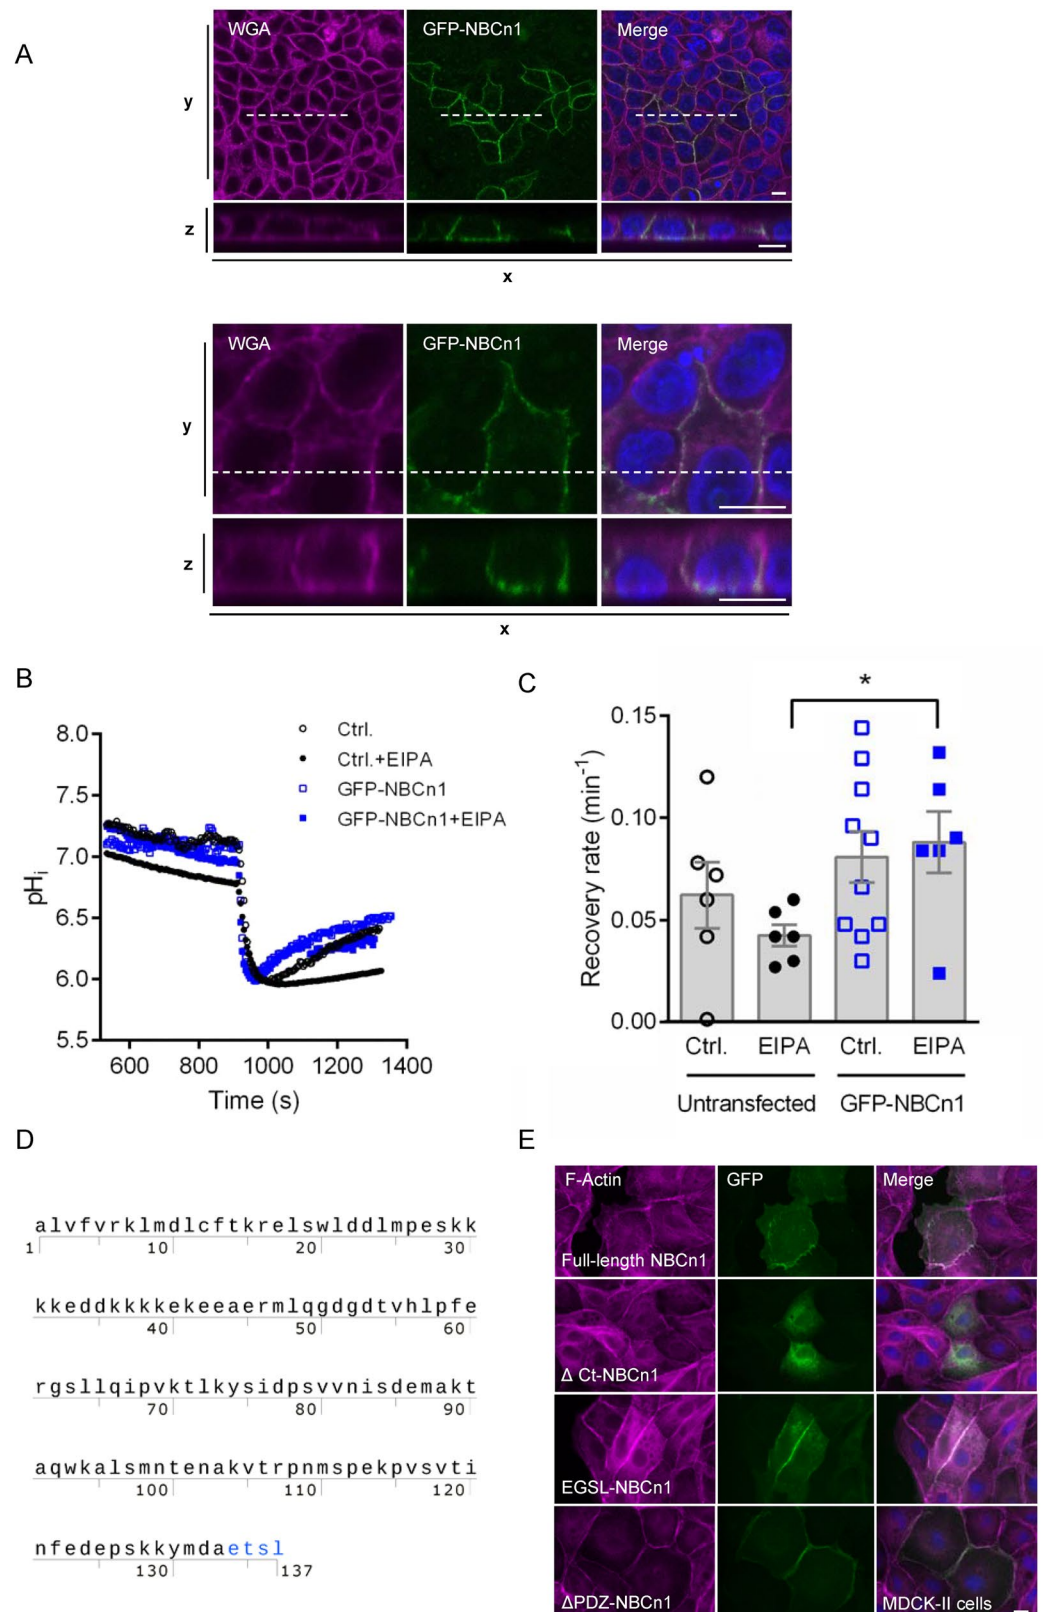 A
WGA
GFP-NBCn1
Merge
y
z
x
WGA
GFP-NBCn1
Merge
y
z
x
B
8.0
7.5
7.0
6.5
6.0
5.5
pHi
600 800 1000 1200 1400
Time (s)
Ctrl.
Ctrl.+EIPA
GFP-NBCn1
GFP-NBCn1+EIPA
C
*
0.15
0.10
0.05
0.00
Recovery rate (min-1)
Ctrl. EIPA Ctrl. EIPA
Untransfected GFP-NBCn1
D
alvfvrklmdlcftkrelswlddlmpeskk
1 10 20 30
kkeddkkkkekeeaermlqgdgdtvhlpfe
40 50 60
rgsllqipvktlkysidpsvvnisdemakt
70 80 90
aqwkalsmntenakvtrpnmspekpvsvti
100 110 120
nfedepskkymdaetsl
130 137
E
F-Actin
GFP
Merge
Full-length NBCn1
Δ Ct-NBCn1
EGSL-NBCn1
ΔPDZ-NBCn1
MDCK-II cells